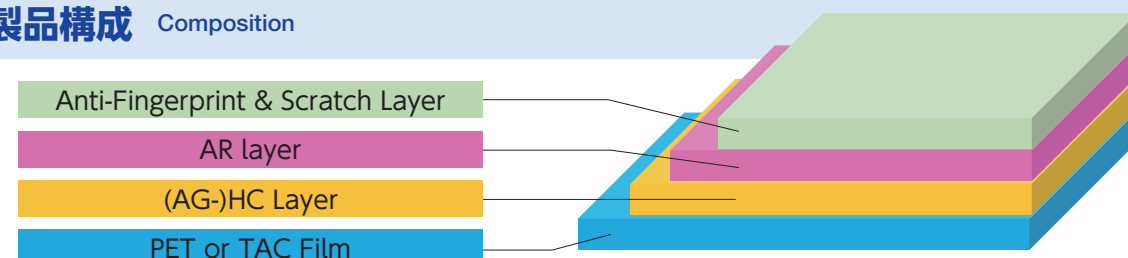 製品構成 Composition
Anti-Fingerprint & Scratch Layer
AR layer
(AG-)HC Layer
PET or TAC Film